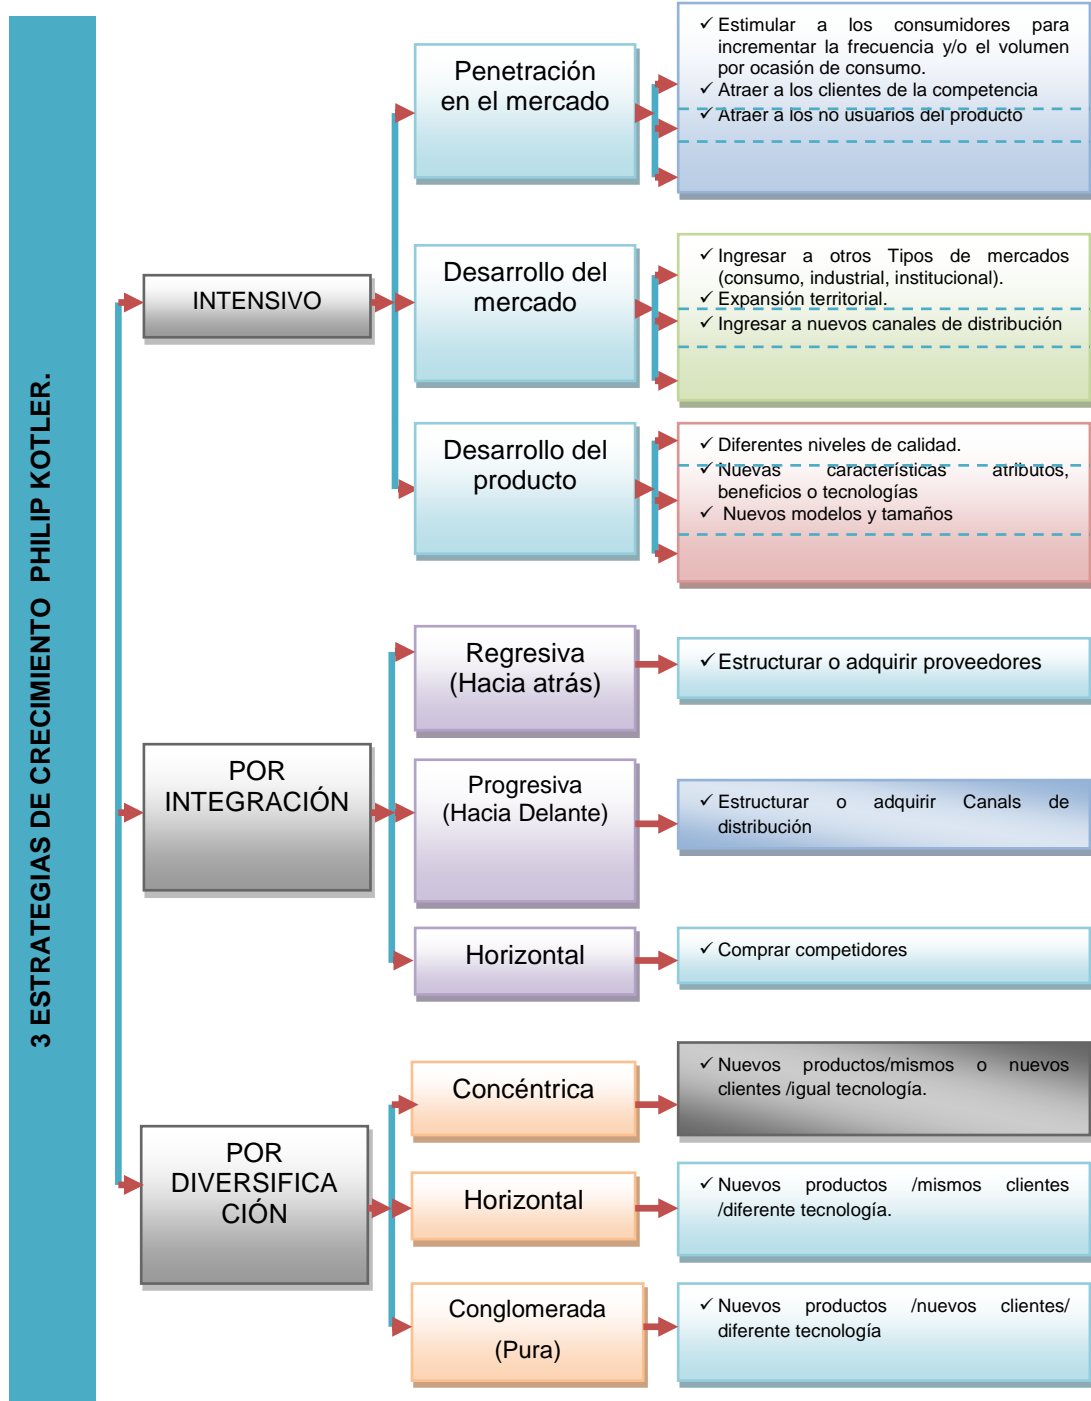 3 ESTRATEGIAS DE CRECIMIENTO PHILIP KOTLER.
INTENSIVO
Penetración
en el mercado
✓ Estimular a los consumidores para
incrementar la frecuencia y/o el volumen
por ocasión de consumo.
✓ Atraer a los clientes de la competencia
✓ Atraer a los no usuarios del producto
Desarrollo del
mercado
✓ Ingresar a otros Tipos de mercados
(consumo, industrial, institucional).
✓ Expansión territorial.
✓ Ingresar a nuevos canales de distribución
Desarrollo del
producto
✓ Diferentes niveles de calidad.
✓ Nuevas características atributos,
beneficios o tecnologías
✓ Nuevos modelos y tamaños
POR
INTEGRACIÓN
Regresiva
(Hacia atrás)
✓ Estructurar o adquirir proveedores
Progresiva
(Hacia Delante)
✓ Estructurar o adquirir Canals de
distribución
Horizontal
✓ Comprar competidores
POR
DIVERSIFICA
CIÓN
Concéntrica
✓ Nuevos productos/mismos o nuevos
clientes /igual tecnología.
Horizontal
✓ Nuevos productos /mismos clientes
/diferente tecnología.
Conglomerada
(Pura)
✓ Nuevos productos /nuevos clientes/
diferente tecnología